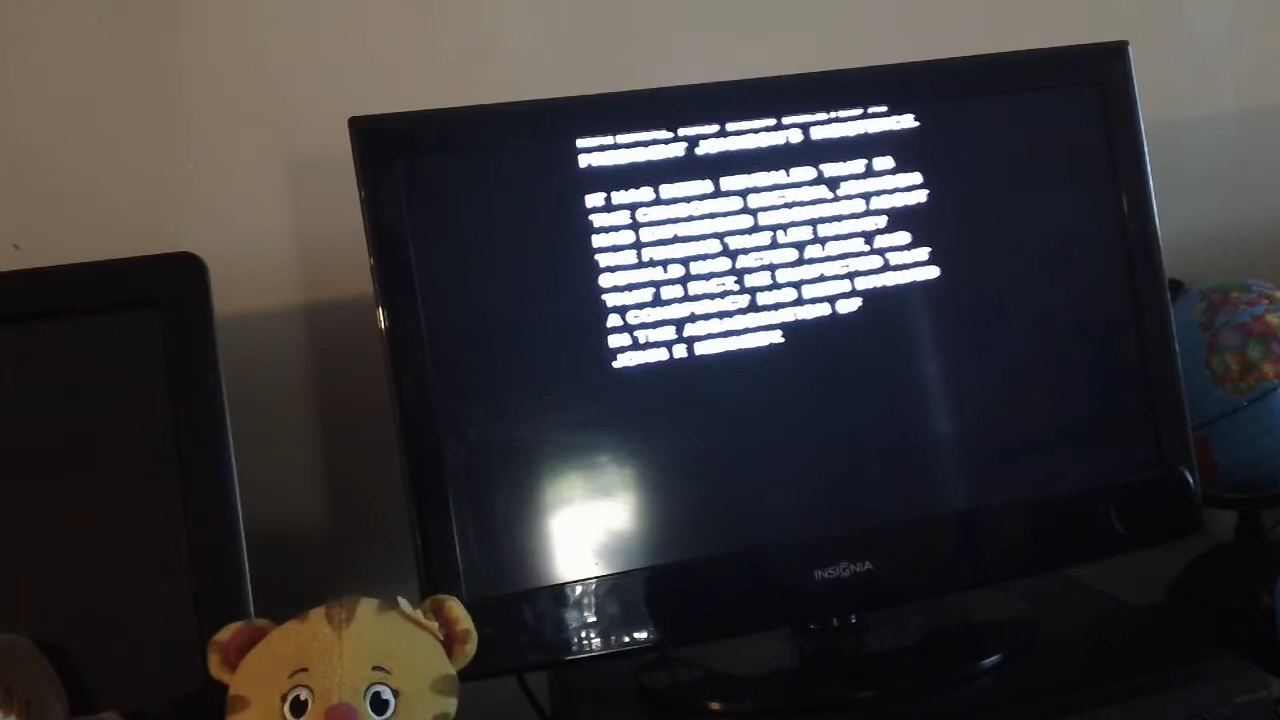 PRESIDENT JOHNSON'S INSISTENCE.
IT HAS BEEN REVEALED THAT IN
THE CENSORED SECTION, JOHNSON
HAD EXPRESSED MISGIVINGS ABOUT
THE FINDING THAT LEE HARVEY
OSWALD HAD ACTED ALONE, AND
THAT IN FACT, HE SUSPECTED THAT
A CONSPIRACY HAD BEEN INVOLVED
IN THE ASSASSINATION OF
JOHN F. KENNEDY.
INSIGNIA